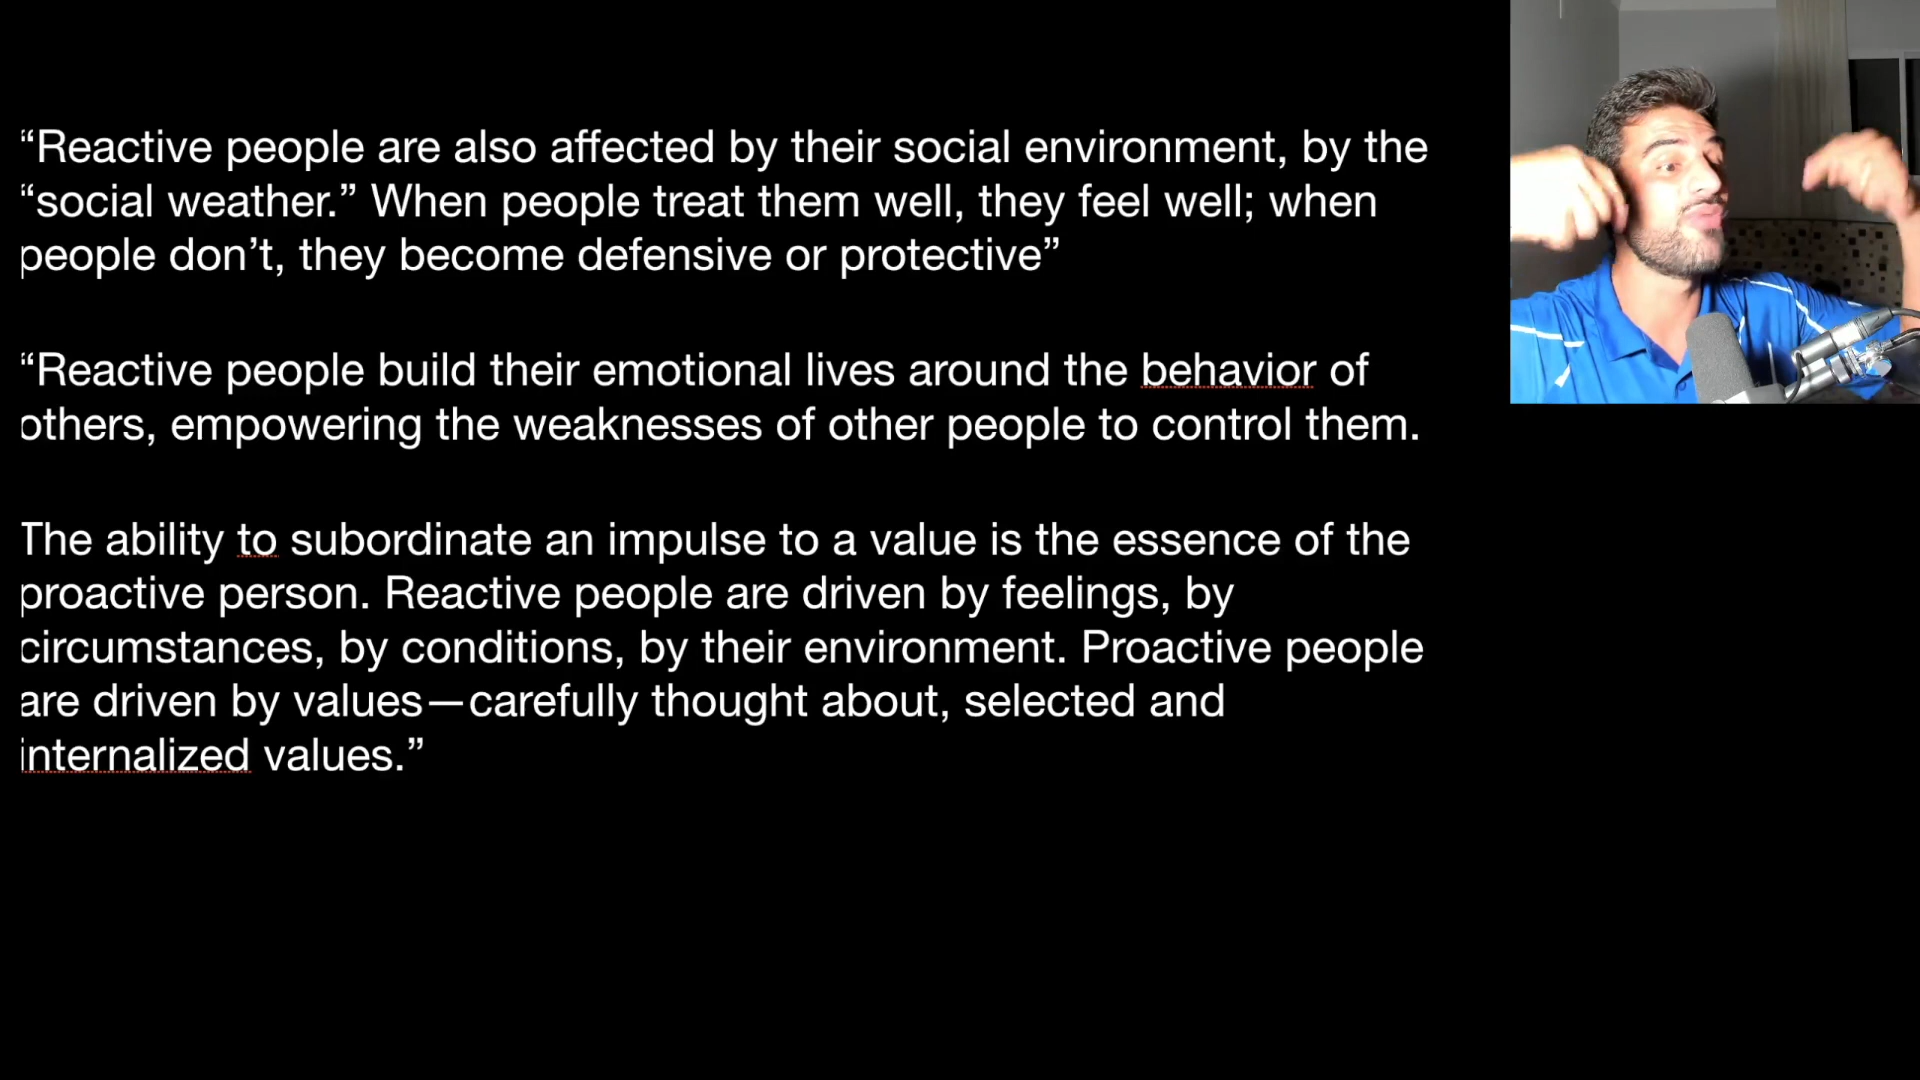 “Reactive people are also affected by their social environment, by the
“social weather.” When people treat them well, they feel well; when
people don’t, they become defensive or protective”
“Reactive people build their emotional lives around the behavior of
others, empowering the weaknesses of other people to control them.
The ability to subordinate an impulse to a value is the essence of the
proactive person. Reactive people are driven by feelings, by
circumstances, by conditions, by their environment. Proactive people
are driven by values—carefully thought about, selected and
internalized values.”